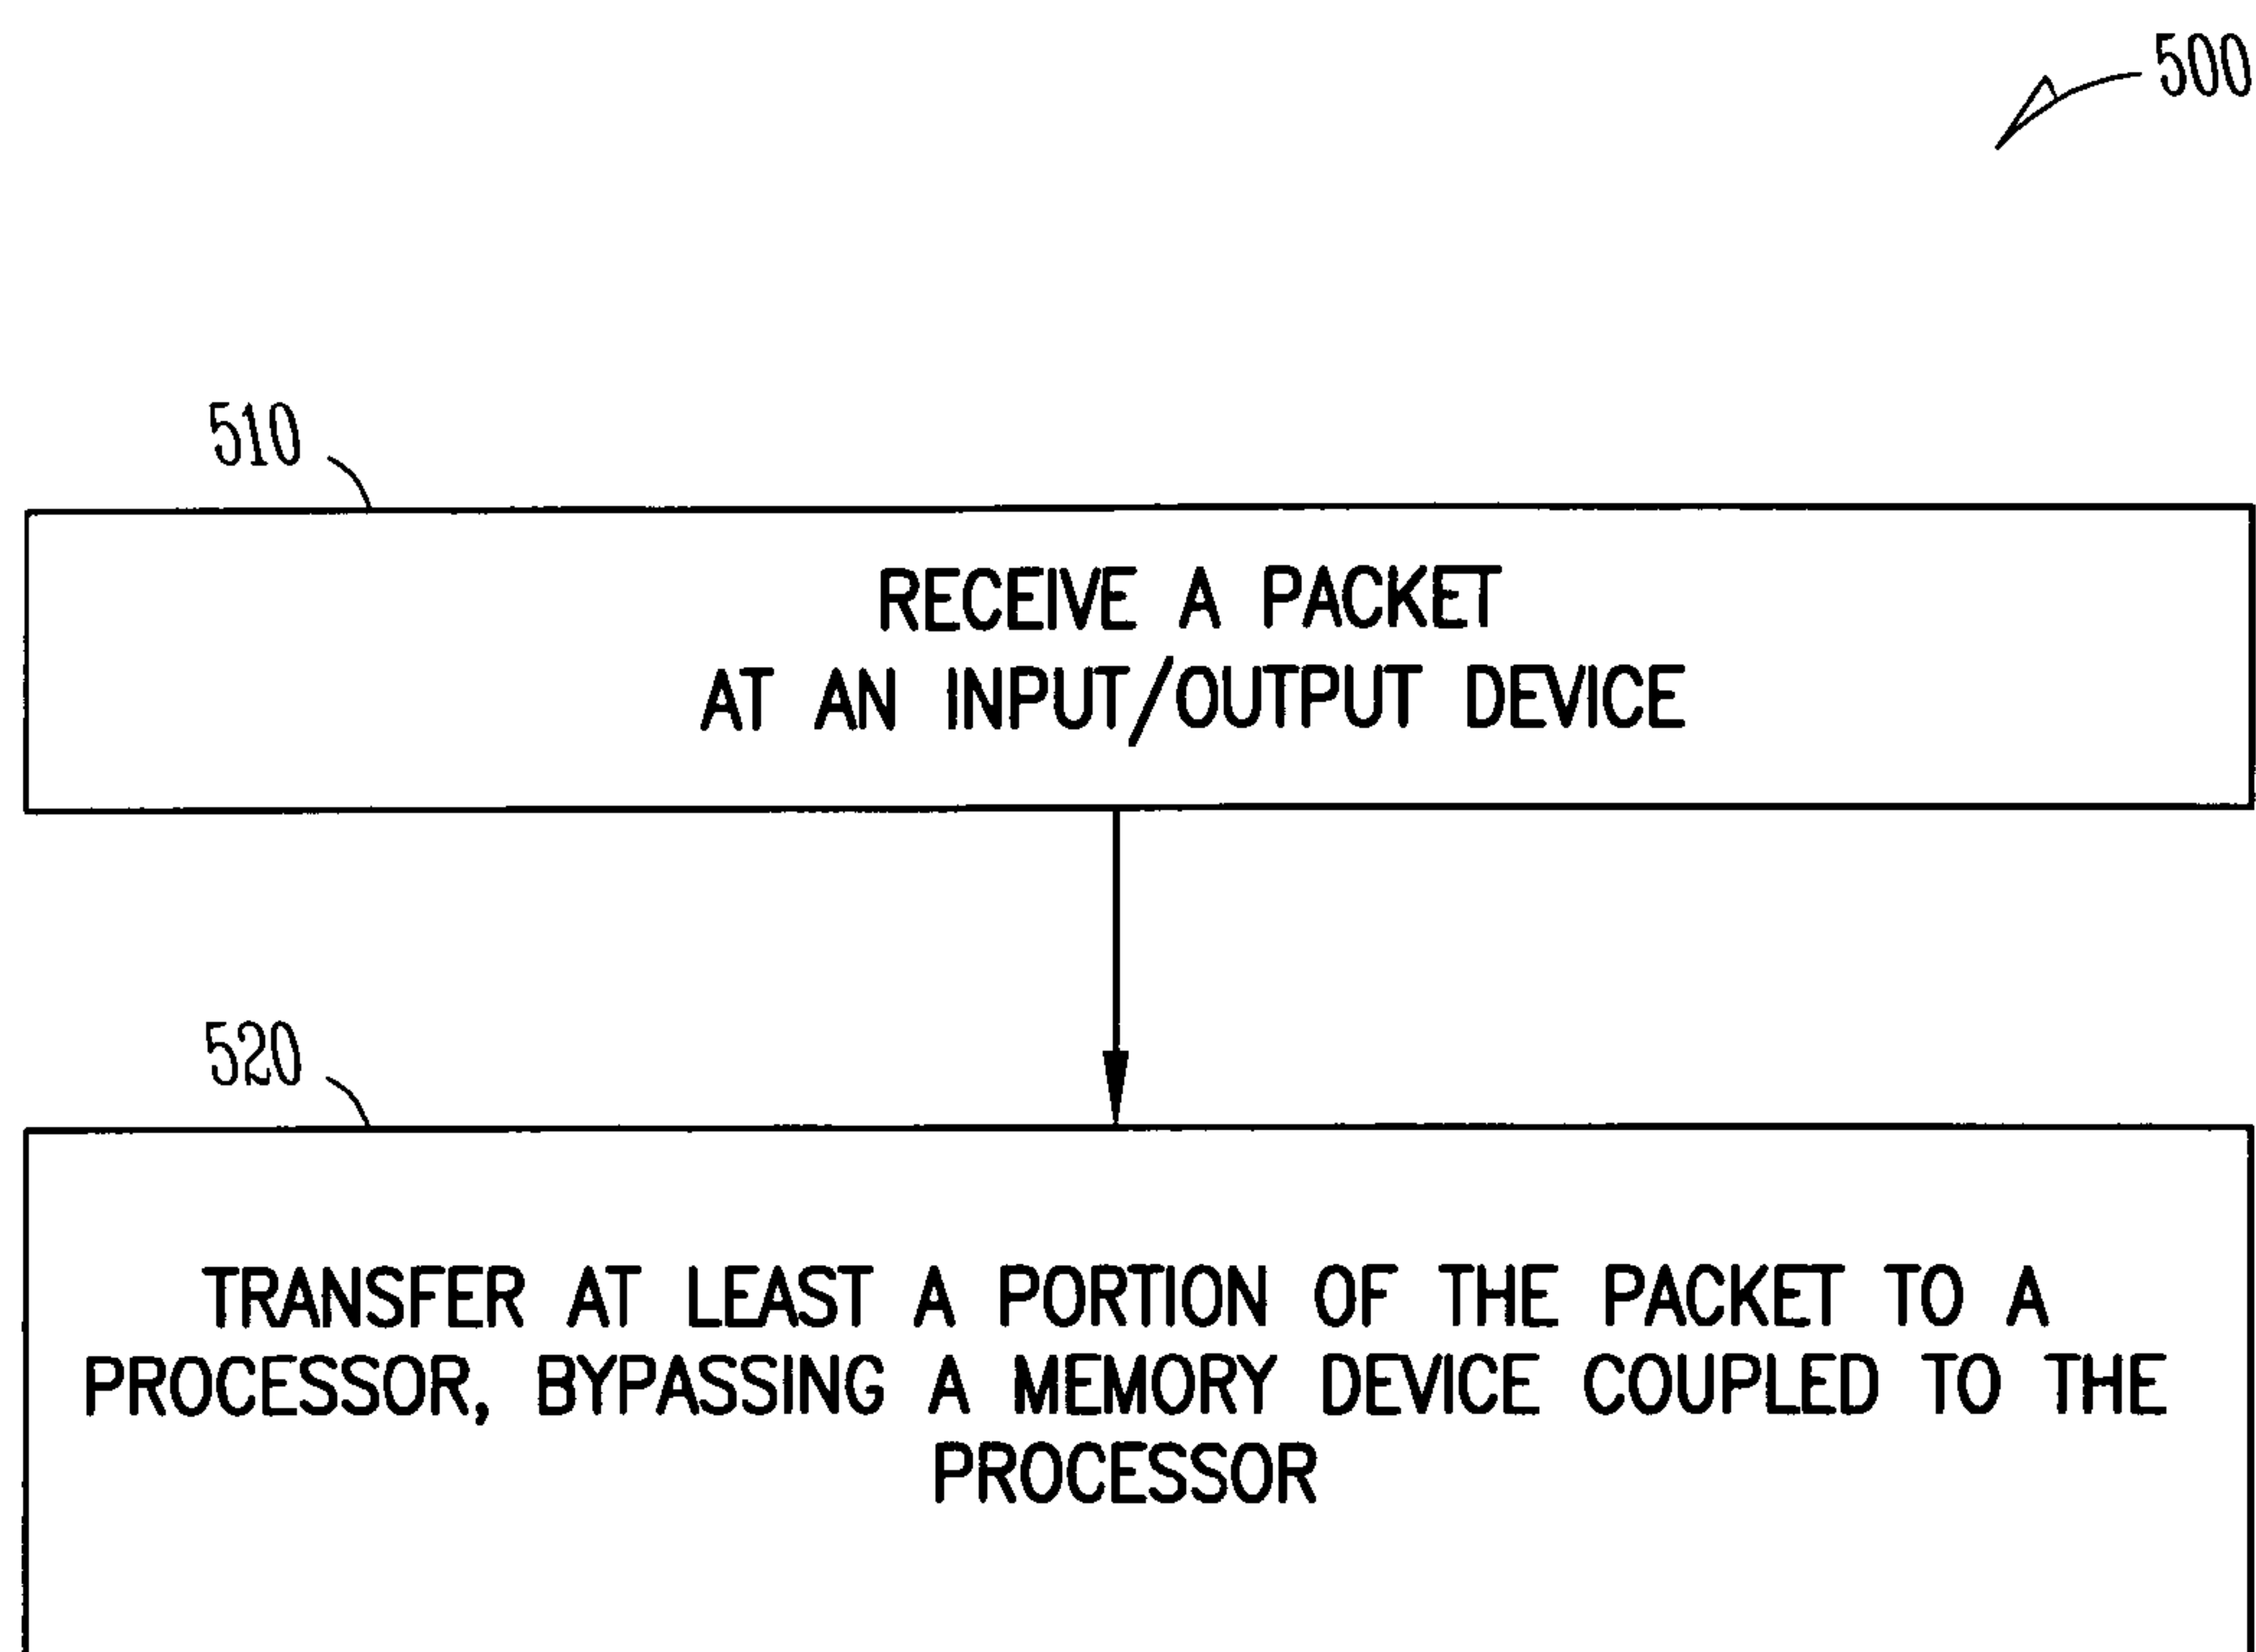 500
510
RECEIVE A PACKET
AT AN INPUT/OUTPUT DEVICE
520
TRANSFER AT LEAST A PORTION OF THE PACKET TO A
PROCESSOR, BYPASSING A MEMORY DEVICE COUPLED TO THE
PROCESSOR